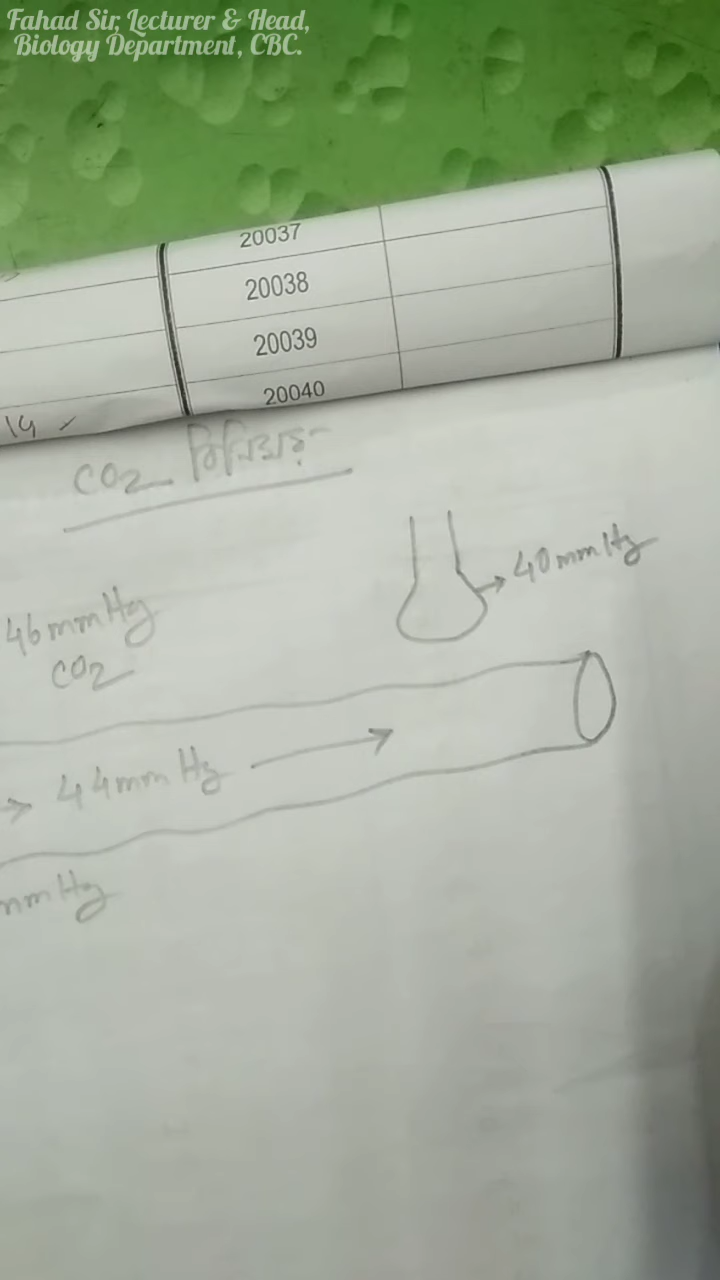 Fahad Sir, Lecturer & Head,
Biology Department, CBC.
20037
20038
20039
20040
CO2 বিনিময়
40 mm Hg
46 mm Hg
CO2
44 mm Hg
mm Hg